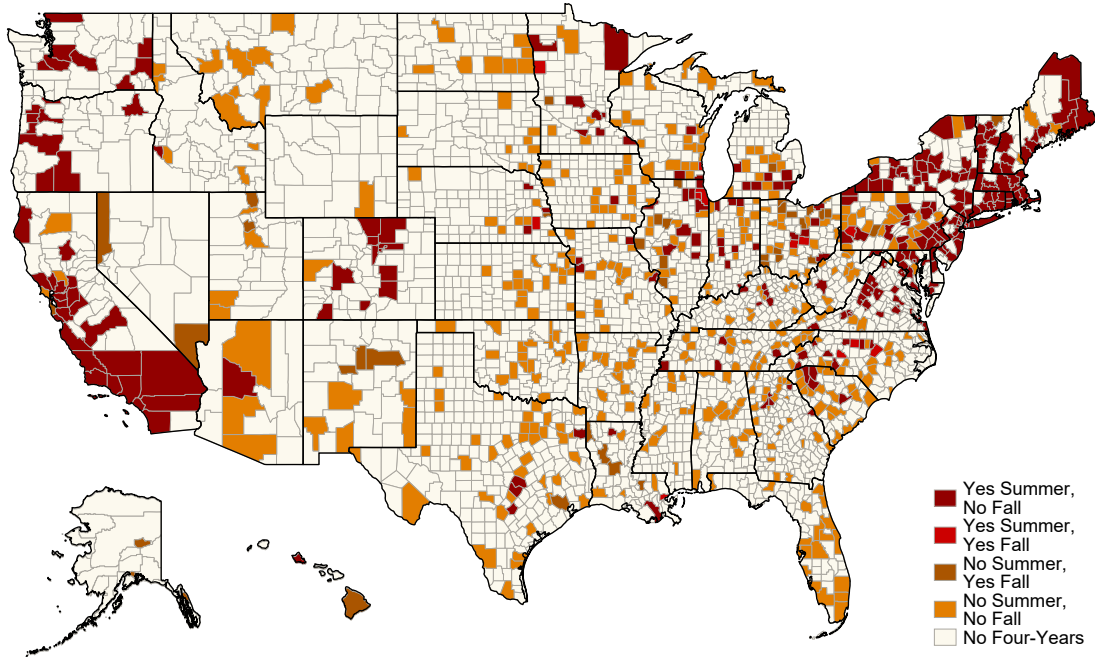 Yes Summer,
No Fall
Yes Summer,
Yes Fall
No Summer,
Yes Fall
No Summer,
No Fall
No Four-Years